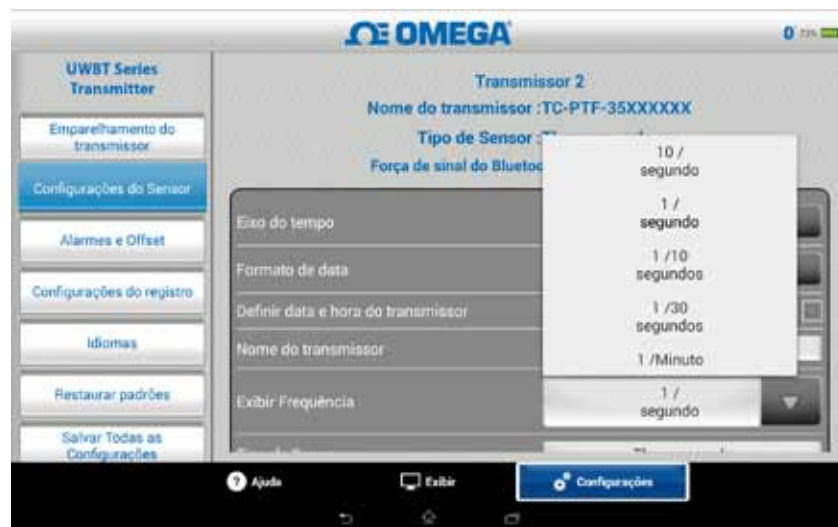 OMEGA
UWBT Series
Transmitter
Emparelhamento do
transmissor
Configurações do Sensor
Alarmes e Offset
Configurações do registro
Idiomas
Restaurar padrões
Salvar Todas as
Configurações
Transmissor 2
Nome do transmissor :TC-PTF-35XXXXXX
Tipo de Sensor :
Força de sinal do Bluetoo
Eixo do tempo
Formato de data
Definir data e hora do transmissor
Nome do transmissor
Exibir Frequência
10 /
segundo
1 /
segundo
1 /10
segundos
1 /30
segundos
1 /Minuto
1 /
segundo
Ajuda
Exibir
Configurações